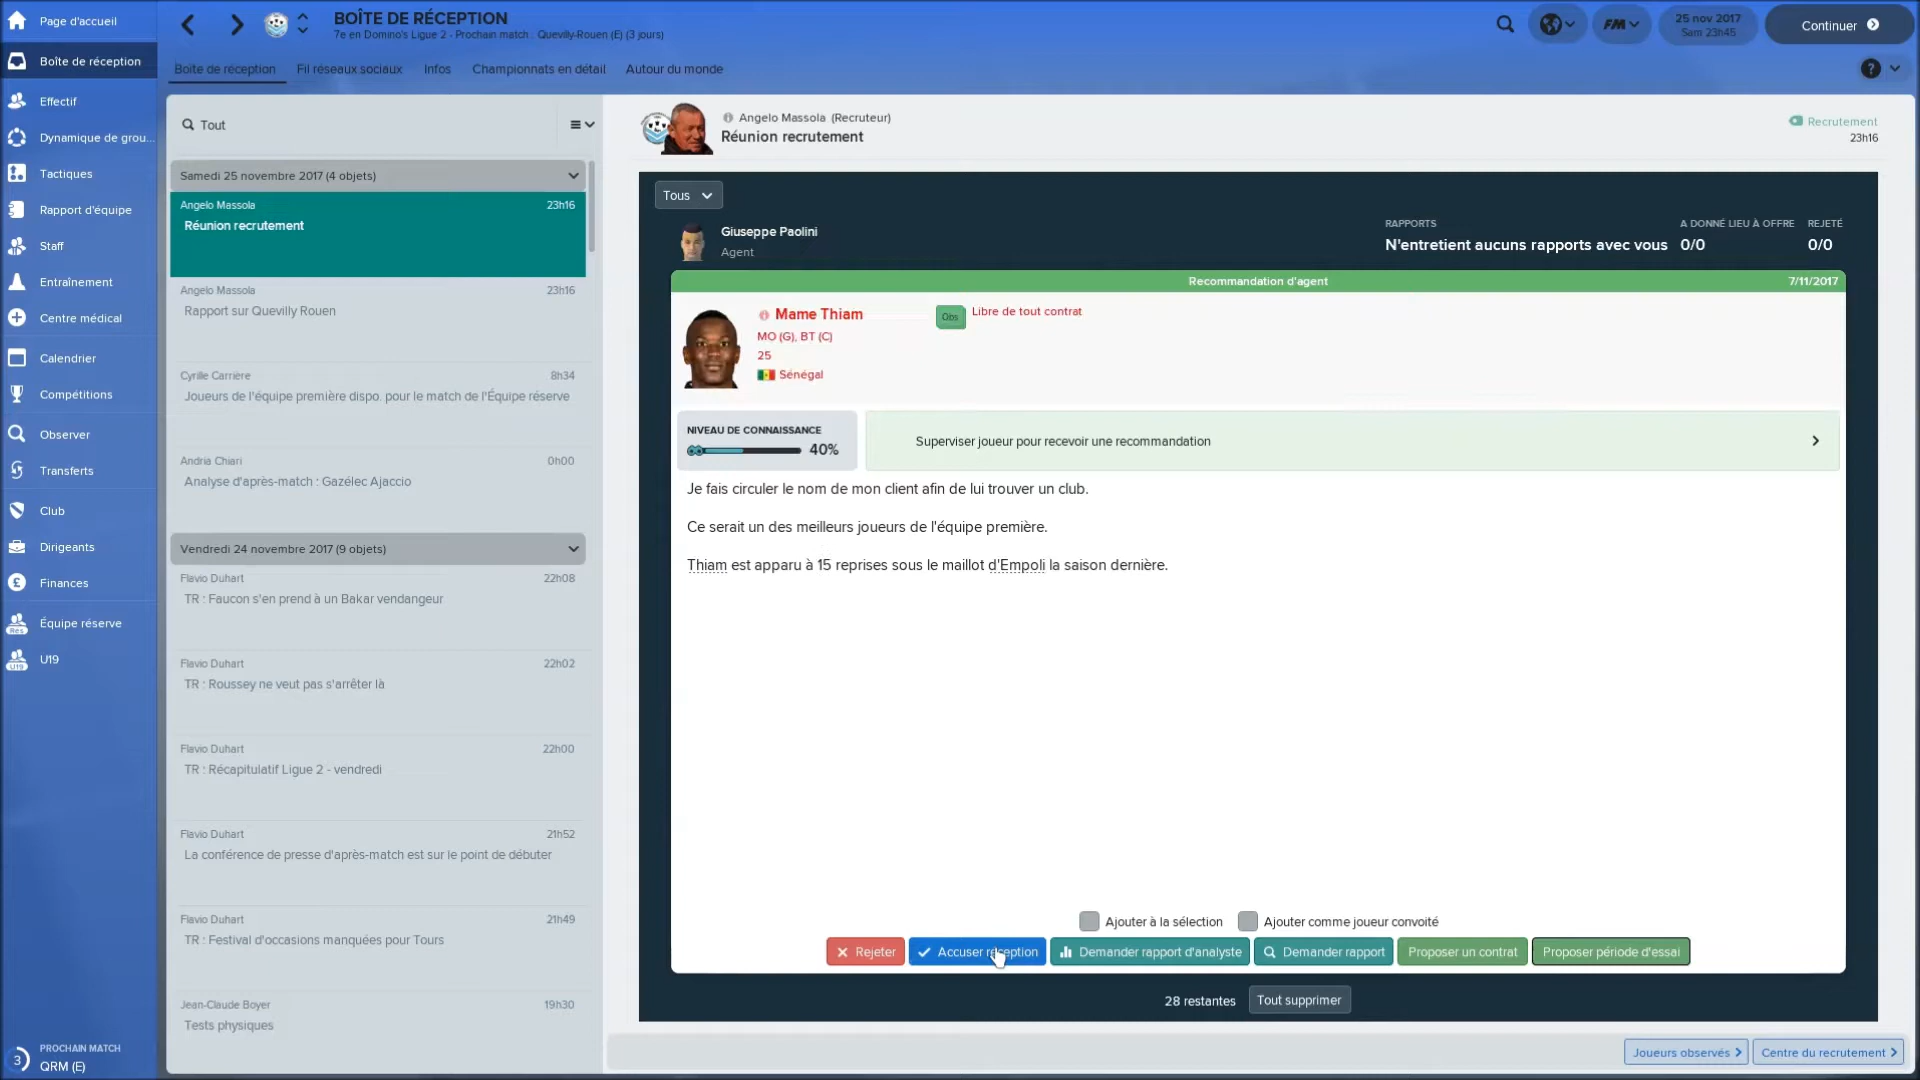 Page d'accueil
Boîte de réception
Effectif
Dynamique de grou...
Tactiques
Rapport d'équipe
Staff
Entraînement
Centre médical
Calendrier
Compétitions
Observer
Transferts
Club
Dirigeants
Finances
Équipe réserve
U19
PROCHAIN MATCH
3
QRM (E)
BOÎTE DE RÉCEPTION
7e en Domino's Ligue 2 - Prochain match : Quevilly-Rouen (E) (3 jours)
FM
25 nov 2017
Sam 23h45
Continuer
Boîte de réception
Fil réseaux sociaux
Infos
Championnats en détail
Autour du monde
Tout
Samedi 25 novembre 2017 (4 objets)
Angelo Massola 23h16
Réunion recrutement
Angelo Massola 23h16
Rapport sur Quevilly Rouen
Cyrille Carrière 8h34
Joueurs de l'équipe première dispo. pour le match de l'Équipe réserve
Andria Chiari 0h00
Analyse d'après-match : Gazélec Ajaccio
Vendredi 24 novembre 2017 (9 objets)
Flavio Duhart 22h08
TR : Faucon s'en prend à un Bakar vendangeur
Flavio Duhart 22h02
TR : Roussey ne veut pas s'arrêter là
Flavio Duhart 22h00
TR : Récapitulatif Ligue 2 - vendredi
Flavio Duhart 21h52
La conférence de presse d'après-match est sur le point de débuter
Flavio Duhart 21h49
TR : Festival d'occasions manquées pour Tours
Jean-Claude Boyer 19h30
Tests physiques
Angelo Massola (Recruteur)
Réunion recrutement
Recrutement
23h16
Tous
Giuseppe Paolini
Agent
RAPPORTS
N'entretient aucuns rapports avec vous
A DONNÉ LIEU À OFFRE
0/0
REJETÉ
0/0
Recommandation d'agent 7/11/2017
Mame Thiam
MO (G), BT (C)
25
Sénégal
Obs
Libre de tout contrat
NIVEAU DE CONNAISSANCE
40%
Superviser joueur pour recevoir une recommandation
Je fais circuler le nom de mon client afin de lui trouver un club.
Ce serait un des meilleurs joueurs de l'équipe première.
Thiam est apparu à 15 reprises sous le maillot d'Empoli la saison dernière.
Ajouter à la sélection
Ajouter comme joueur convoité
Rejeter
Accuser réception
Demander rapport d'analyste
Demander rapport
Proposer un contrat
Proposer période d'essai
28 restantes
Tout supprimer
Joueurs observés
Centre du recrutement